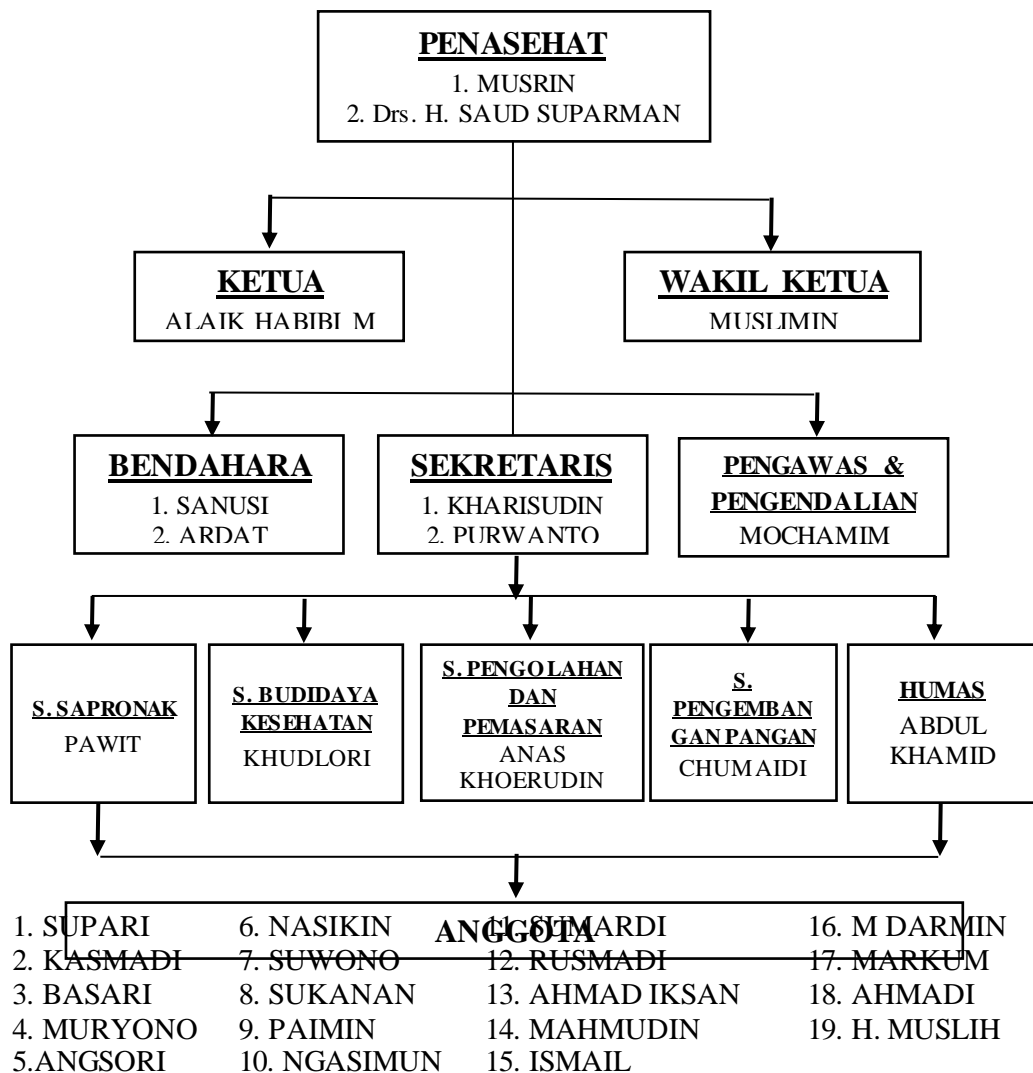 PENASEHAT
1. MUSRIN
2. Drs. H. SAUD SUPARMAN
KETUA
ALAIK HABIBI M
WAKIL KETUA
MUSLIMIN
BENDAHARA
1. SANUSI
2. ARDAT
SEKRETARIS
1. KHARISUDIN
2. PURWANTO
PENGAWAS &
PENGENDALIAN
MOCHAMIM
S. SAPRONAK
PAWIT
S. BUDIDAYA
KESEHATAN
KHUDLORI
S. PENGOLAHAN
DAN
PEMASARAN
ANAS
KHOERUDIN
S.
PENGEMBAN
GAN PANGAN
CHUMAIDI
HUMAS
ABDUL
KHAMID
ANGGOTA
1. SUPARI
2. KASMADI
3. BASARI
4. MURYONO
5.ANGSORI
6. NASIKIN
7. SUWONO
8. SUKANAN
9. PAIMIN
10. NGASIMUN
11. SUMARDI
12. RUSMADI
13. AHMAD IKSAN
14. MAHMUDIN
15. ISMAIL
16. M DARMIN
17. MARKUM
18. AHMADI
19. H. MUSLIH